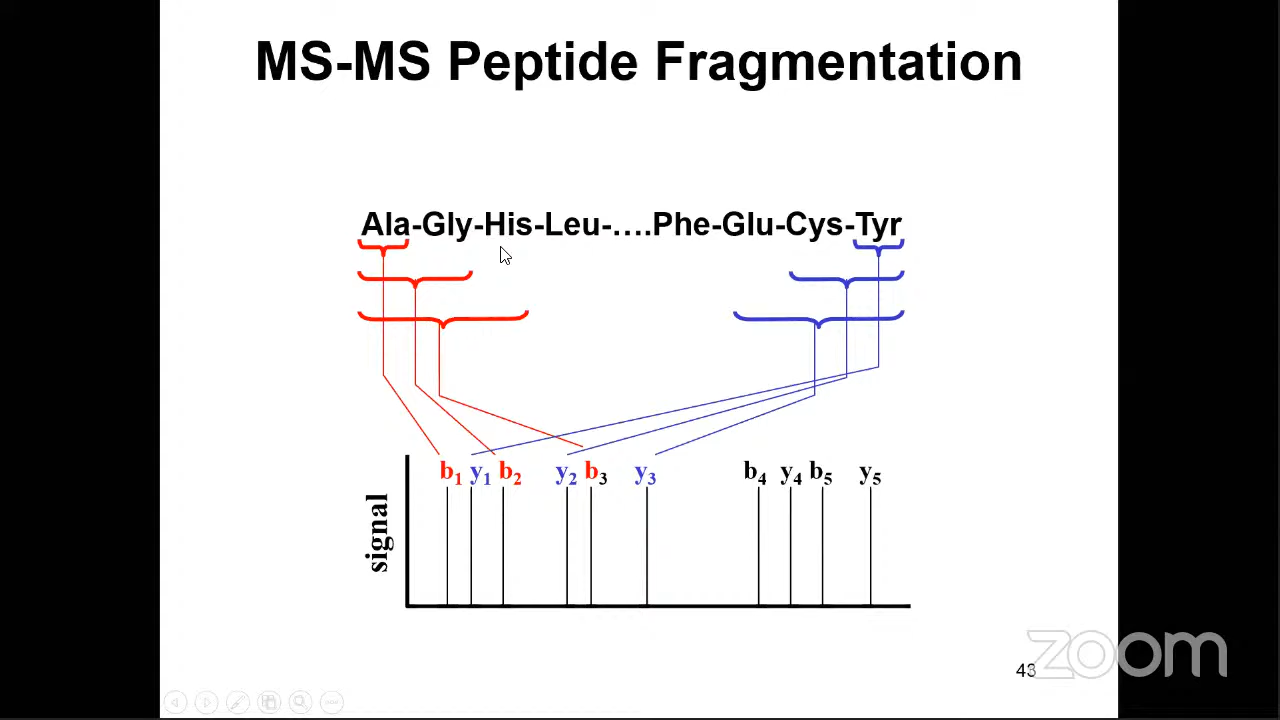 MS-MS Peptide Fragmentation
Ala-Gly-His-Leu-….Phe-Glu-Cys-Tyr
b1 y1 b2 y2 b3 y3 b4 y4 b5 y5
signal
43
zoom